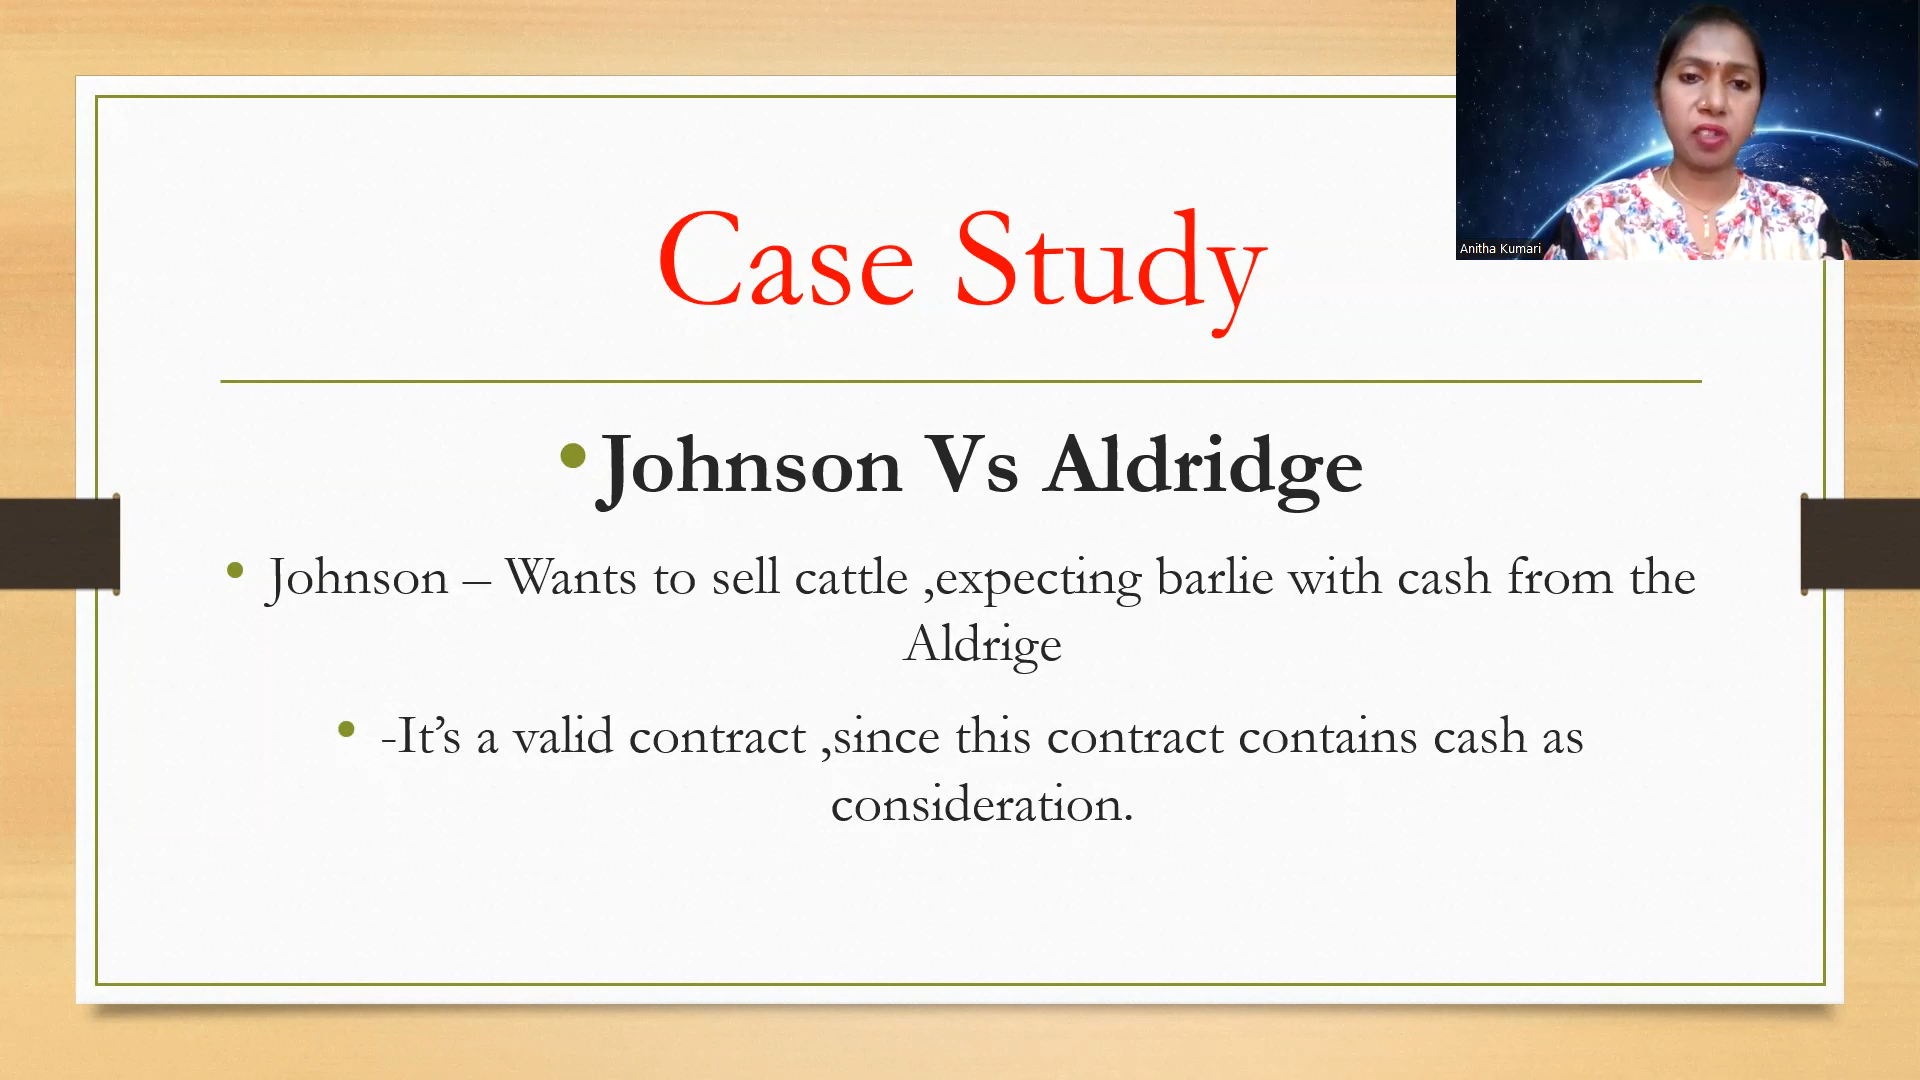 Anitha Kumari
Case Study
•Johnson Vs Aldridge
• Johnson – Wants to sell cattle ,expecting barlie with cash from the
Aldrige
• -It’s a valid contract ,since this contract contains cash as
consideration.